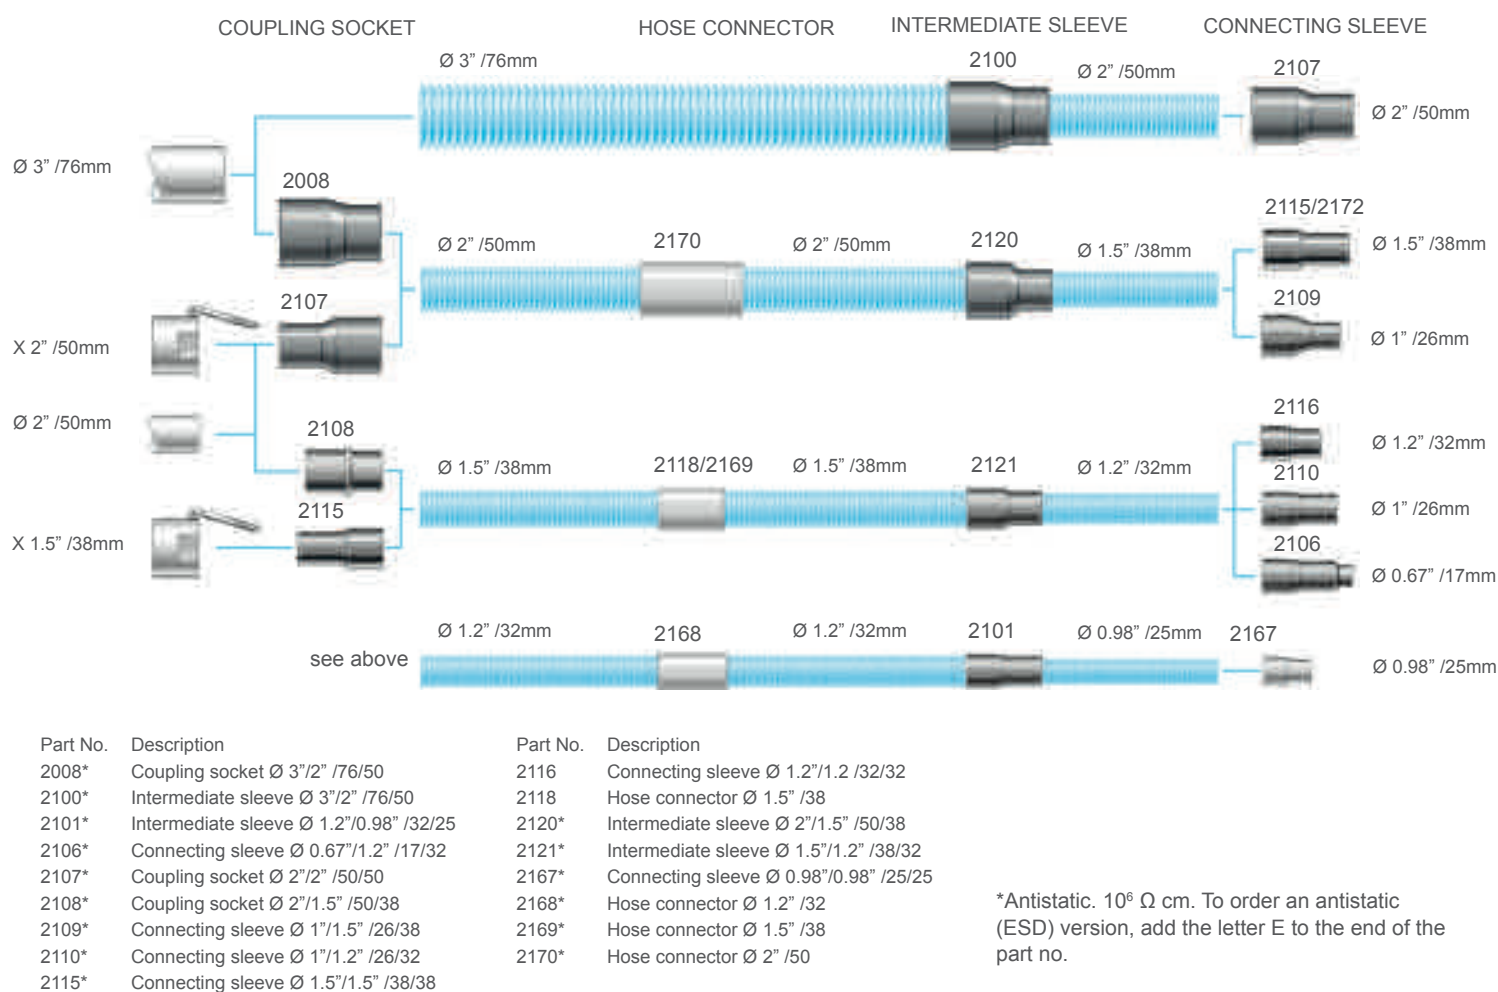 COUPLING SOCKET HOSE CONNECTOR INTERMEDIATE SLEEVE CONNECTING SLEEVE
Ø 3” /76mm 2100 Ø 2” /50mm 2107
Ø 2” /50mm
Ø 3” /76mm
2008
2115/2172
Ø 2” /50mm 2170 Ø 2” /50mm 2120 Ø 1.5” /38mm Ø 1.5” /38mm
2107 2109
X 2” /50mm Ø 1” /26mm
Ø 2” /50mm
2108 2116
Ø 1.2” /32mm
Ø 1.5” /38mm 2118/2169 Ø 1.5” /38mm 2121 Ø 1.2” /32mm 2110
2115 Ø 1” /26mm
X 1.5” /38mm 2106
Ø 0.67” /17mm
Ø 1.2” /32mm 2168 Ø 1.2” /32mm 2101 Ø 0.98” /25mm 2167
see above Ø 0.98” /25mm
Part No. Description
2008* Coupling socket Ø 3”/2” /76/50
2100* Intermediate sleeve Ø 3”/2” /76/50
2101* Intermediate sleeve Ø 1.2”/0.98” /32/25
2106* Connecting sleeve Ø 0.67”/1.2” /17/32
2107* Coupling socket Ø 2”/2” /50/50
2108* Coupling socket Ø 2”/1.5” /50/38
2109* Connecting sleeve Ø 1”/1.5” /26/38
2110* Connecting sleeve Ø 1”/1.2” /26/32
2115* Connecting sleeve Ø 1.5”/1.5” /38/38
Part No. Description
2116 Connecting sleeve Ø 1.2”/1.2 /32/32
2118 Hose connector Ø 1.5” /38
2120* Intermediate sleeve Ø 2”/1.5” /50/38
2121* Intermediate sleeve Ø 1.5”/1.2” /38/32
2167* Connecting sleeve Ø 0.98”/0.98” /25/25
2168* Hose connector Ø 1.2” /32
2169* Hose connector Ø 1.5” /38
2170* Hose connector Ø 2” /50
*Antistatic. 10⁶ Ω cm. To order an antistatic
(ESD) version, add the letter E to the end of the
part no.